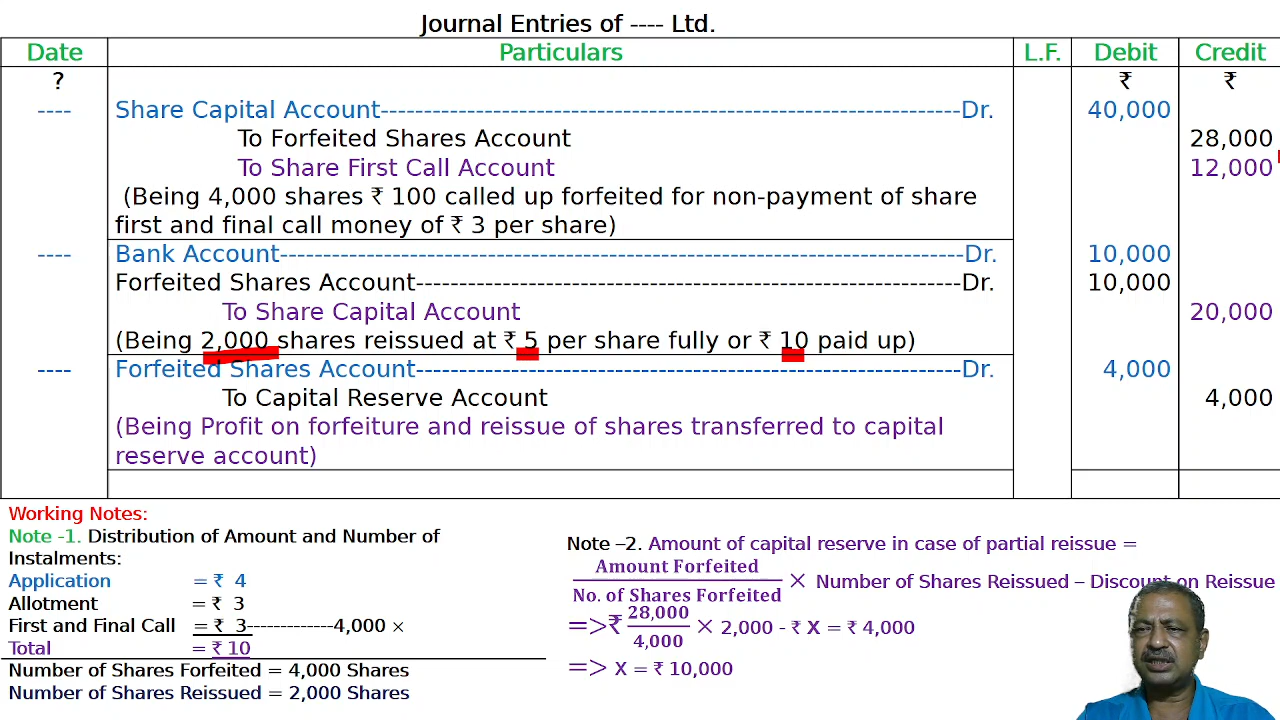 Journal Entries of ---- Ltd.
Date Particulars L.F. Debit Credit
? ₹ ₹
---- Share Capital Account----------------------------------------------------------------------Dr. 40,000
To Forfeited Shares Account 28,000
To Share First Call Account 12,000
(Being 4,000 shares ₹ 100 called up forfeited for non-payment of share
first and final call money of ₹ 3 per share)
---- Bank Account-----------------------------------------------------------------------------------Dr. 10,000
Forfeited Shares Account-----------------------------------------------------------------Dr. 10,000
To Share Capital Account 20,000
(Being 2,000 shares reissued at ₹ 5 per share fully or ₹ 10 paid up)
---- Forfeited Shares Account-----------------------------------------------------------------Dr. 4,000
To Capital Reserve Account 4,000
(Being Profit on forfeiture and reissue of shares transferred to capital
reserve account)
Working Notes:
Note -1. Distribution of Amount and Number of
Instalments:
Application = ₹ 4
Allotment = ₹ 3
First and Final Call = ₹ 3-------------4,000 ×
Total = ₹ 10
Number of Shares Forfeited = 4,000 Shares
Number of Shares Reissued = 2,000 Shares
Note –2. Amount of capital reserve in case of partial reissue =
Amount Forfeited
No. of Shares Forfeited
× Number of Shares Reissued – Discount on Reissue
=>₹ 28,000
4,000
× 2,000 - ₹ X = ₹ 4,000
=> X = ₹ 10,000